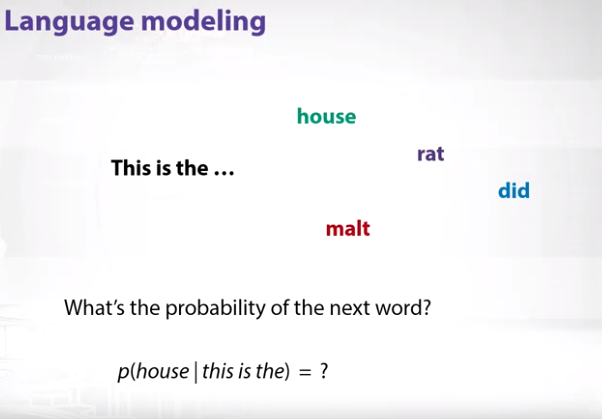 Language modeling
house
rat
This is the ...
did
malt
What's the probability of the next word?
p(house | this is the) = ?